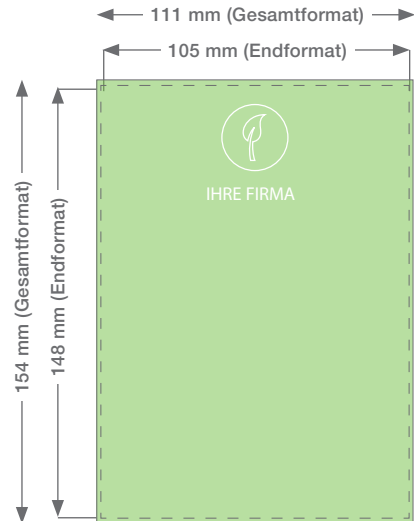 111 mm (Gesamtformat)
105 mm (Endformat)
154 mm (Gesamtformat)
148 mm (Endformat)
IHRE FIRMA